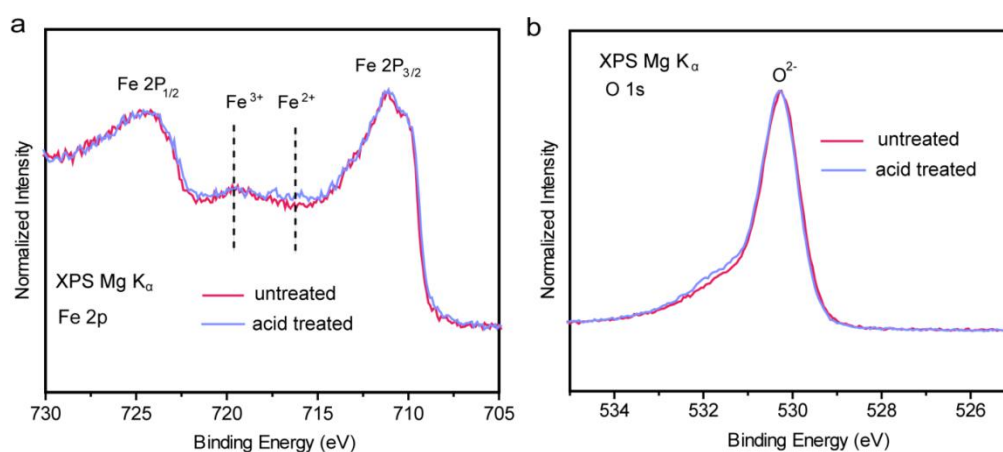 a
Fe 2P1/2
Fe3+
Fe2+
Fe 2P3/2
Normalized Intensity
XPS Mg Kα
Fe 2p
untreated
acid treated
730 725 720 715 710 705
Binding Energy (eV)
b
XPS Mg Kα
O 1s
O2-
untreated
acid treated
Normalized Intensity
534 532 530 528 526
Binding Energy (eV)